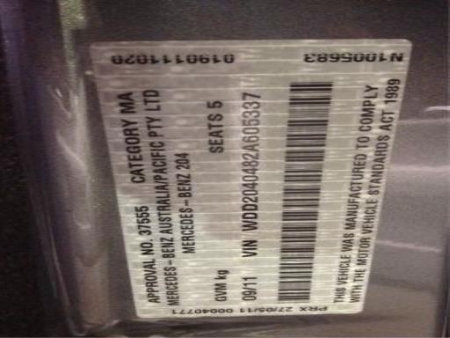 0190111020
N1005683
APPROVAL NO. 37555 CATEGORY MA
MERCEDES-BENZ AUSTRALIA/PACIFIC PTY LTD
MERCEDES-BENZ 204
GVM kg SEATS 5
09/11 VIN WDD2040482A605337
THIS VEHICLE WAS MANUFACTURED TO COMPLY
WITH THE MOTOR VEHICLE STANDARDS ACT 1989
PRX 27/05/11 00040771